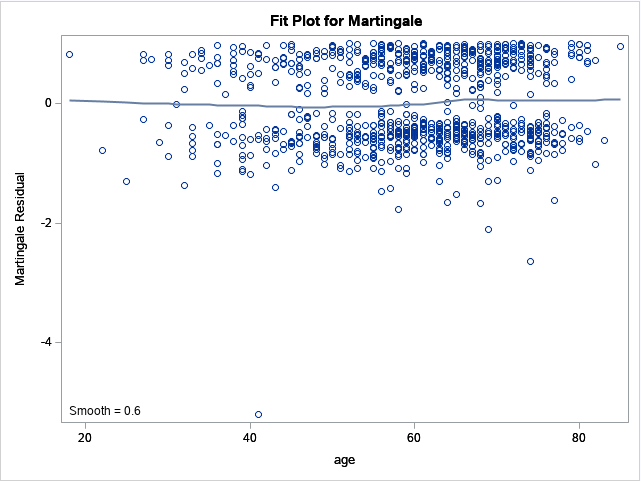 Fit Plot for Martingale
0
-2
-4
Martingale Residual
Smooth = 0.6
20 40 60 80
age